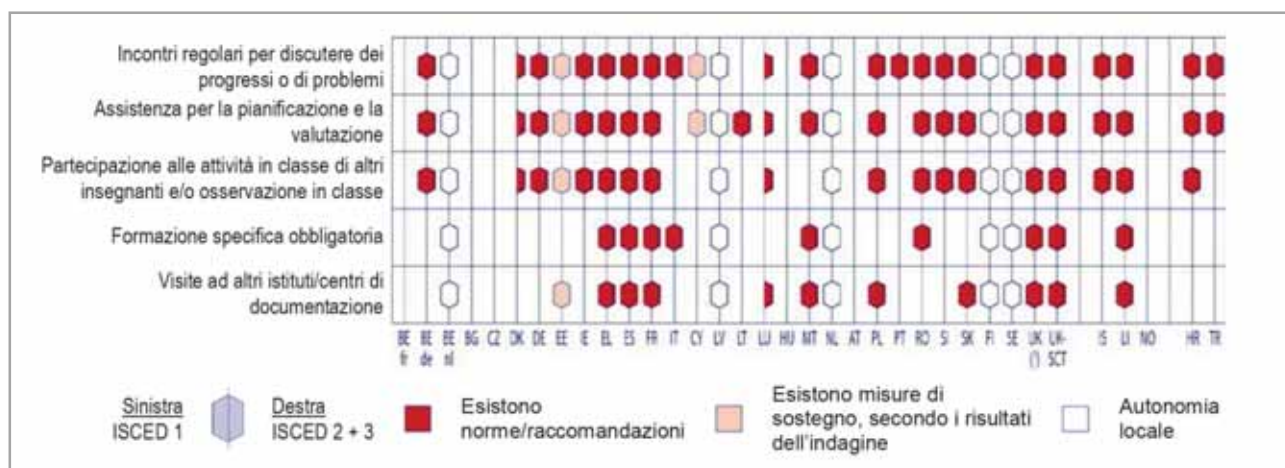 Incontri regolari per discutere dei
progressi o di problemi
Assistenza per la pianificazione e la
valutazione
Partecipazione alle attività in classe di altri
insegnanti e/o osservazione in classe
Formazione specifica obbligatoria
Visite ad altri istituti/centri di
documentazione
BE fr BE de BE nl BG CZ DK DE EE IE EL ES FR IT CY LV LT LU HU MT NL AT PL PT RO SI SK FI SE UK (¹) UK-SCT IS LI NO HR TR
Sinistra
ISCED 1
Destra
ISCED 2 + 3
Esistono
norme/raccomandazioni
Esistono misure di
sostegno, secondo i risultati
dell'indagine
Autonomia
locale